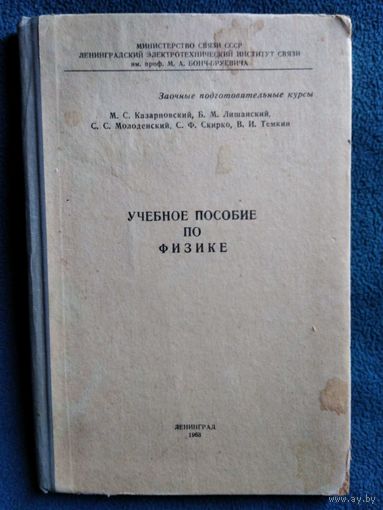 МИНИСТЕРСТВО СВЯЗИ СССР
ЛЕНИНГРАДСКИЙ ЭЛЕКТРОТЕХНИЧЕСКИЙ ИНСТИТУТ СВЯЗИ
им. проф. М. А. БОНЧ-БРУЕВИЧА
Заочные подготовительные курсы
М. С. Казарновский, Б. М. Лишанский,
С. С. Молоденский, С. Ф. Скирко, В. И. Темкин
УЧЕБНОЕ ПОСОБИЕ
ПО
ФИЗИКЕ
ЛЕНИНГРАД
1968
www.ay.by